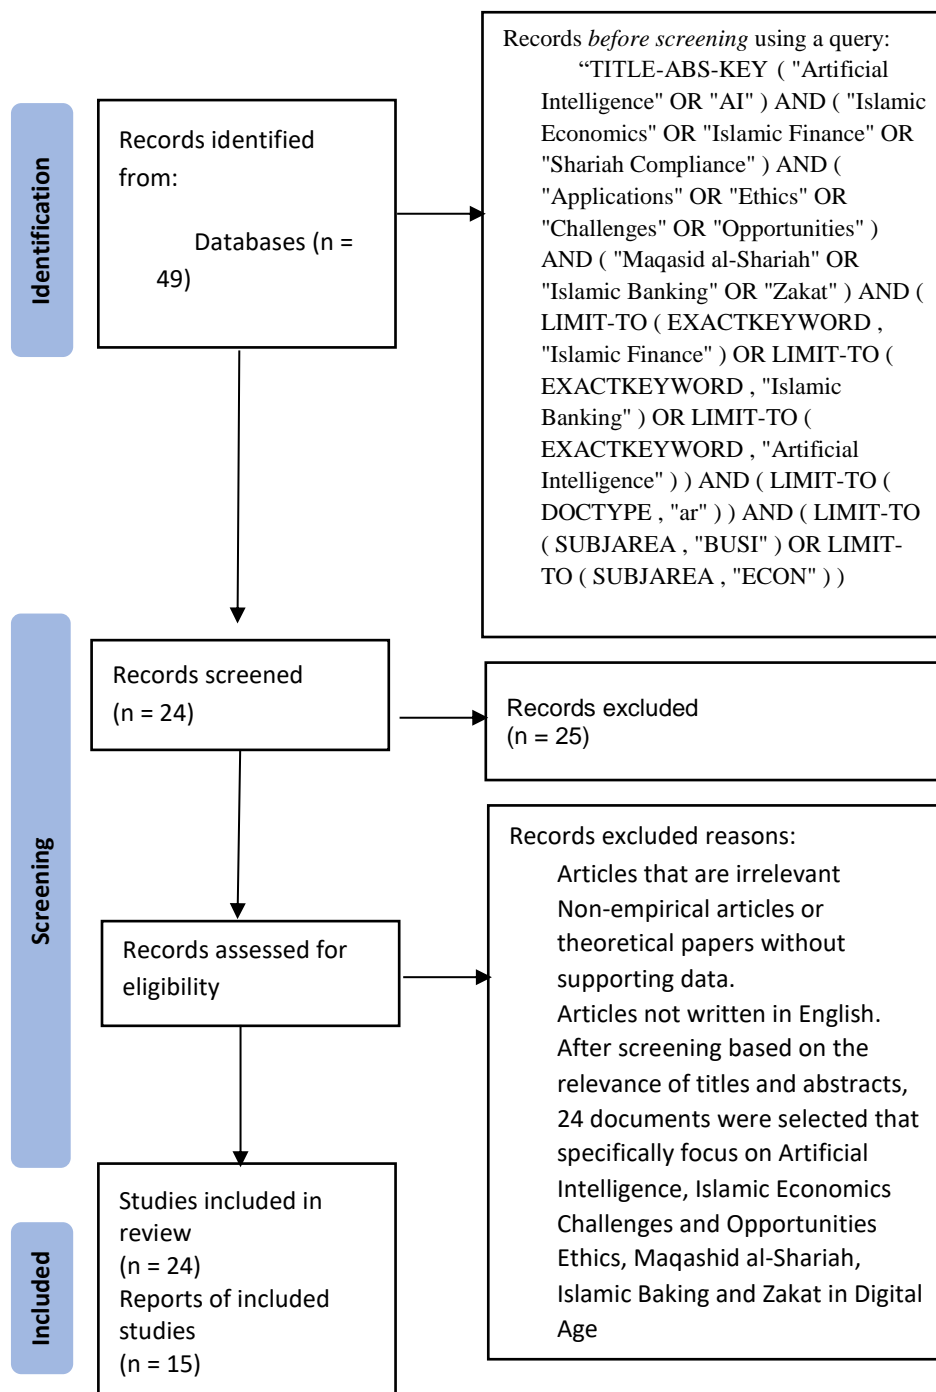 Identification
Records identified
from:
Databases (n =
49)
Records before screening using a query:
“TITLE-ABS-KEY ( "Artificial
Intelligence" OR "AI" ) AND ( "Islamic
Economics" OR "Islamic Finance" OR
"Shariah Compliance" ) AND (
"Applications" OR "Ethics" OR
"Challenges" OR "Opportunities" )
AND ( "Maqasid al-Shariah" OR
"Islamic Banking" OR "Zakat" ) AND (
LIMIT-TO ( EXACTKEYWORD ,
"Islamic Finance" ) OR LIMIT-TO (
EXACTKEYWORD , "Islamic
Banking" ) OR LIMIT-TO (
EXACTKEYWORD , "Artificial
Intelligence" ) ) AND ( LIMIT-TO (
DOCTYPE , "ar" ) ) AND ( LIMIT-TO
( SUBJAREA , "BUSI" ) OR LIMIT-
TO ( SUBJAREA , "ECON" ) )
Screening
Records screened
(n = 24)
Records excluded
(n = 25)
Records assessed for
eligibility
Records excluded reasons:
Articles that are irrelevant
Non-empirical articles or
theoretical papers without
supporting data.
Articles not written in English.
After screening based on the
relevance of titles and abstracts,
24 documents were selected that
specifically focus on Artificial
Intelligence, Islamic Economics
Challenges and Opportunities
Ethics, Maqashid al-Shariah,
Islamic Baking and Zakat in Digital
Age
Included
Studies included in
review
(n = 24)
Reports of included
studies
(n = 15)